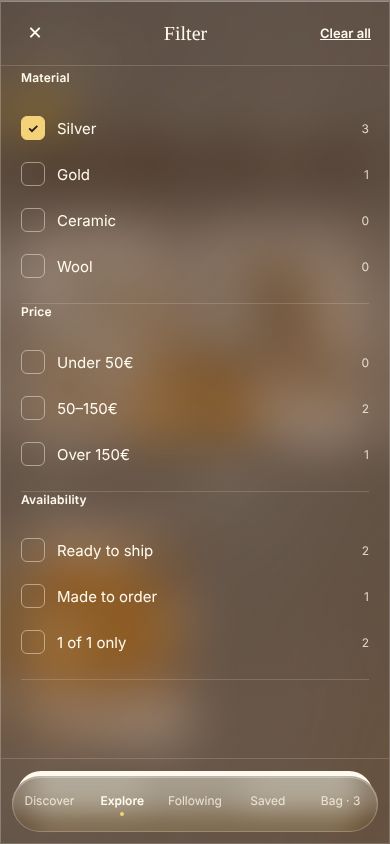 ✕ Filter Clear all
Material
Silver 3
Gold 1
Ceramic 0
Wool 0
Price
Under 50€ 0
50–150€ 2
Over 150€ 1
Availability
Ready to ship 2
Made to order 1
1 of 1 only 2
Discover Explore Following Saved Bag · 3